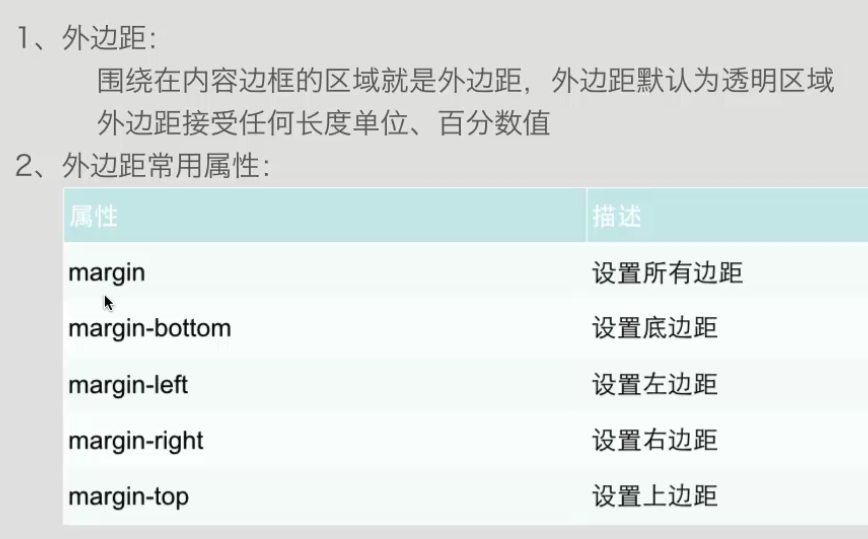 1、外边距：
围绕在内容边框的区域就是外边距，外边距默认为透明区域
外边距接受任何长度单位、百分数值
2、外边距常用属性：
属性 描述
margin 设置所有边距
margin-bottom 设置底边距
margin-left 设置左边距
margin-right 设置右边距
margin-top 设置上边距